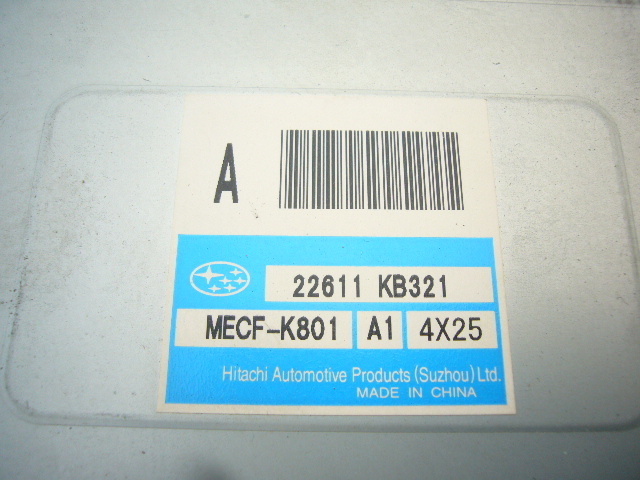 A
22611 KB321
MECF-K801 A1 4X25
Hitachi Automotive Products (Suzhou) Ltd.
MADE IN CHINA